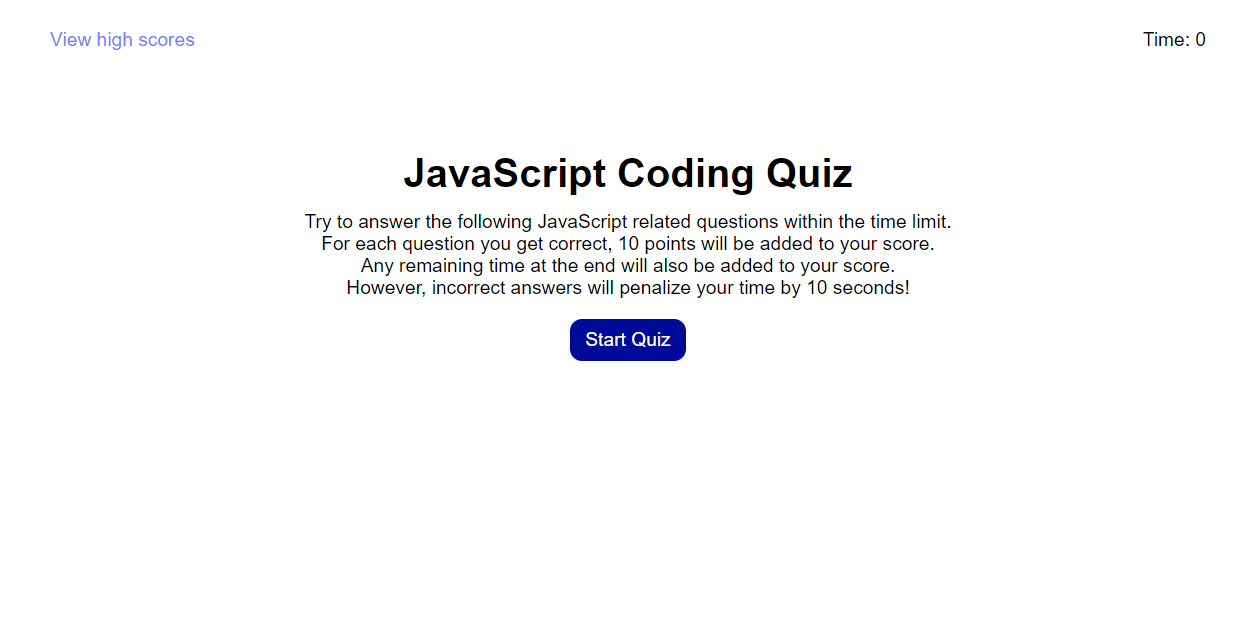 View high scores
Time: 0
JavaScript Coding Quiz
Try to answer the following JavaScript related questions within the time limit.
For each question you get correct, 10 points will be added to your score.
Any remaining time at the end will also be added to your score.
However, incorrect answers will penalize your time by 10 seconds!
Start Quiz